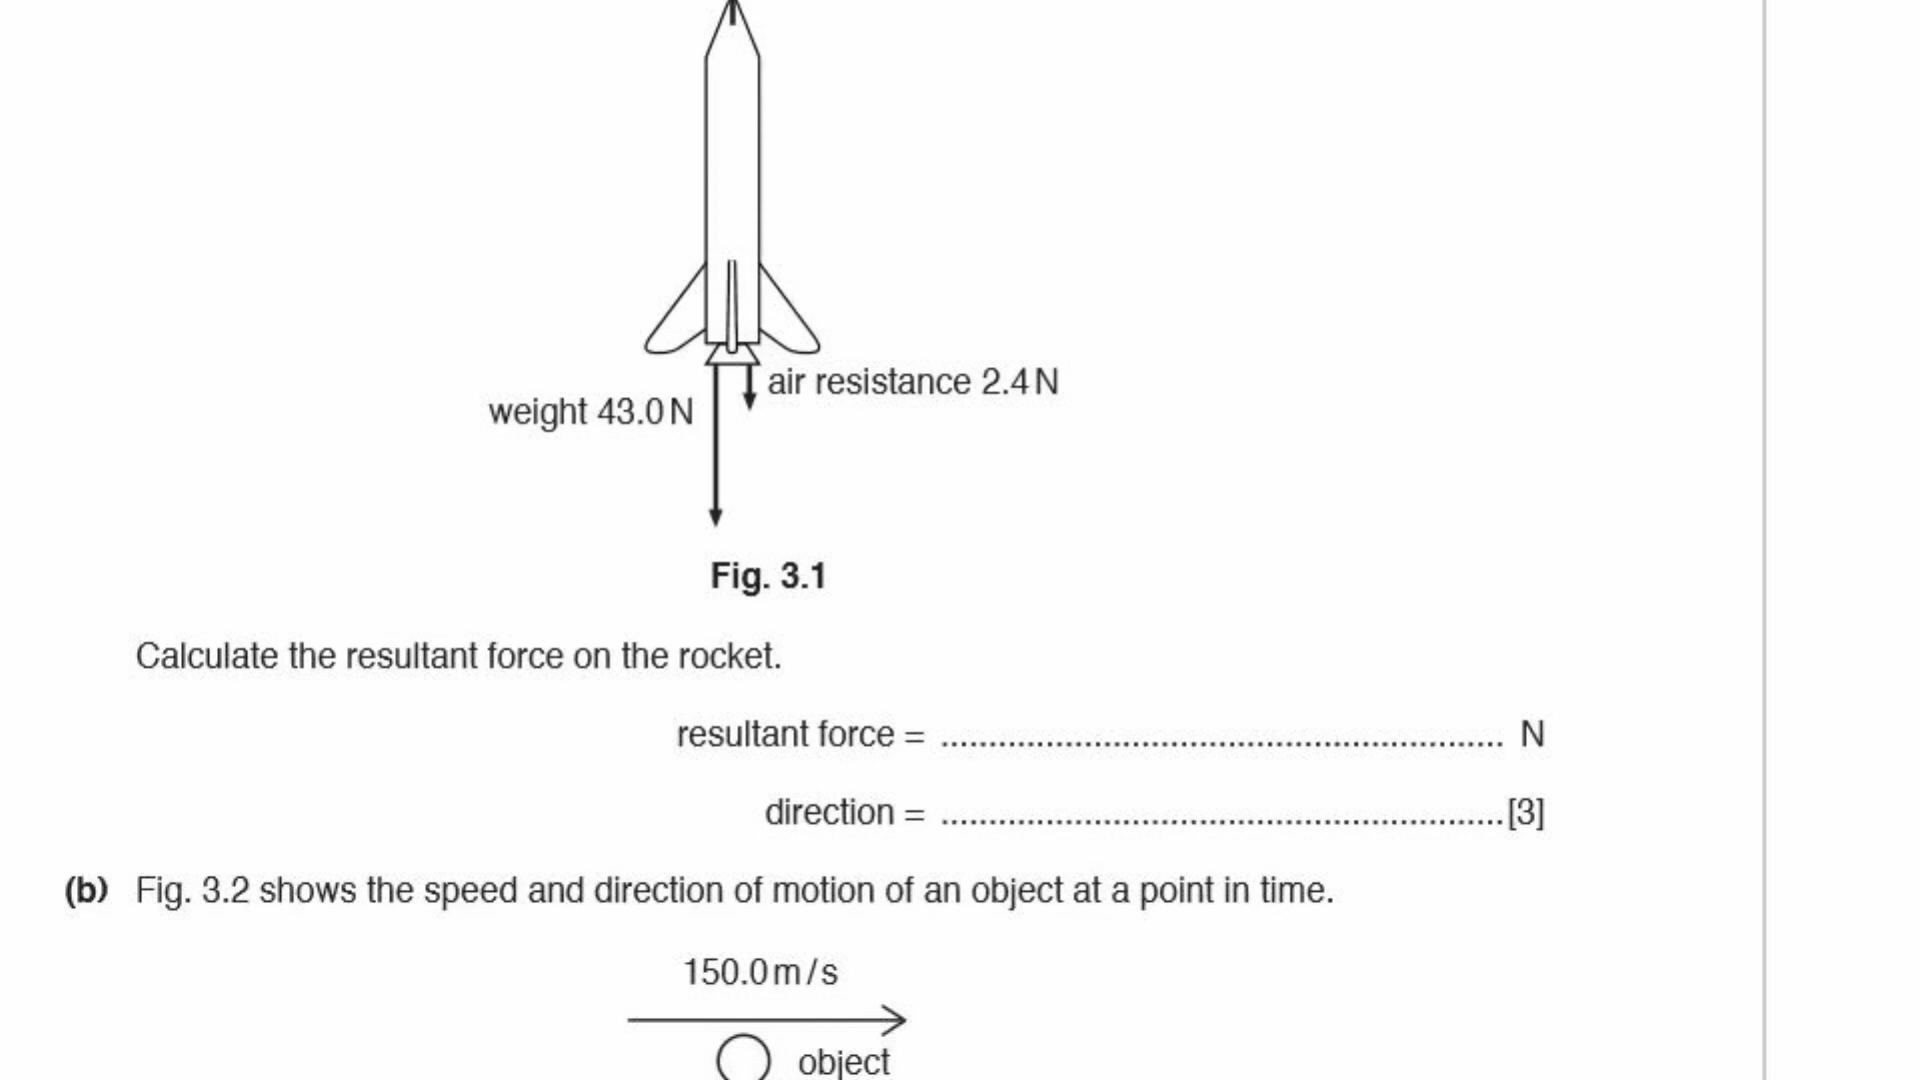 air resistance 2.4 N
weight 43.0 N
Fig. 3.1
Calculate the resultant force on the rocket.
resultant force = ........................................................... N
direction = ...........................................................[3]
(b) Fig. 3.2 shows the speed and direction of motion of an object at a point in time.
150.0 m / s
object